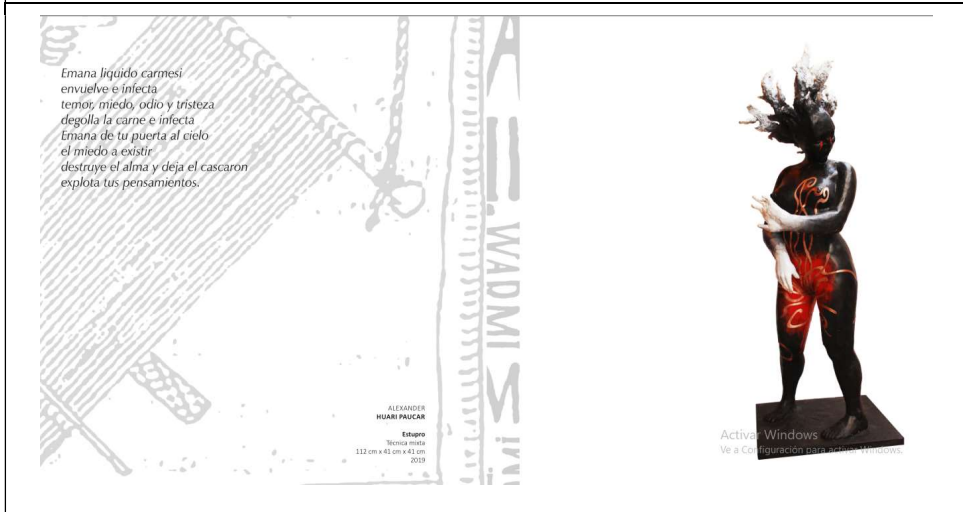 Emana liquido carmesi
envuelve e infecta
temor, miedo, odio y tristeza
degolla la carne e infecta
Emana de tu puerta al cielo
el miedo a existir
destruye el alma y deja el cascaron
explota tus pensamientos.
WADMI
ALEXANDER
HUARI PAUCAR
Estupro
Técnica mixta
112 cm x 41 cm x 41 cm
2019
Activar Windows
Ve a Configuración para activar Windows.